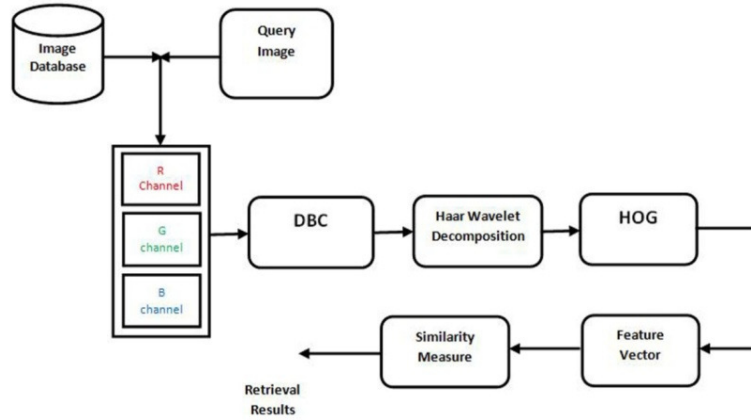 Image
Database
Query
Image
R
Channel
G
channel
B
channel
DBC
Haar Wavelet
Decomposition
HOG
Similarity
Measure
Feature
Vector
Retrieval
Results